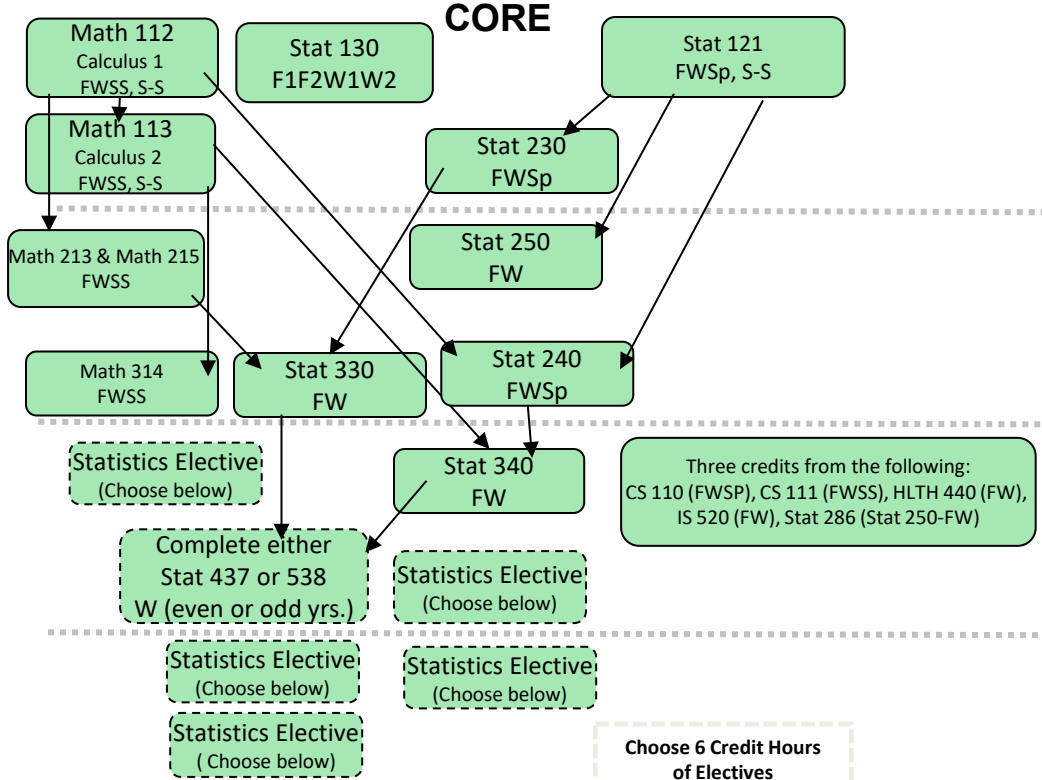 CORE
Math 112
Calculus 1
FWSS, S-S
Stat 130
F1F2W1W2
Stat 121
FWSp, S-S
Math 113
Calculus 2
FWSS, S-S
Stat 230
FWSp
Math 213 & Math 215
FWSS
Stat 250
FW
Math 314
FWSS
Stat 330
FW
Stat 240
FWSp
Statistics Elective
(Choose below)
Stat 340
FW
Three credits from the following:
CS 110 (FWSP), CS 111 (FWSS), HLTH 440 (FW),
IS 520 (FW), Stat 286 (Stat 250-FW)
Complete either
Stat 437 or 538
W (even or odd yrs.)
Statistics Elective
(Choose below)
Statistics Elective
(Choose below)
Statistics Elective
(Choose below)
Statistics Elective
( Choose below)
Choose 6 Credit Hours
of Electives